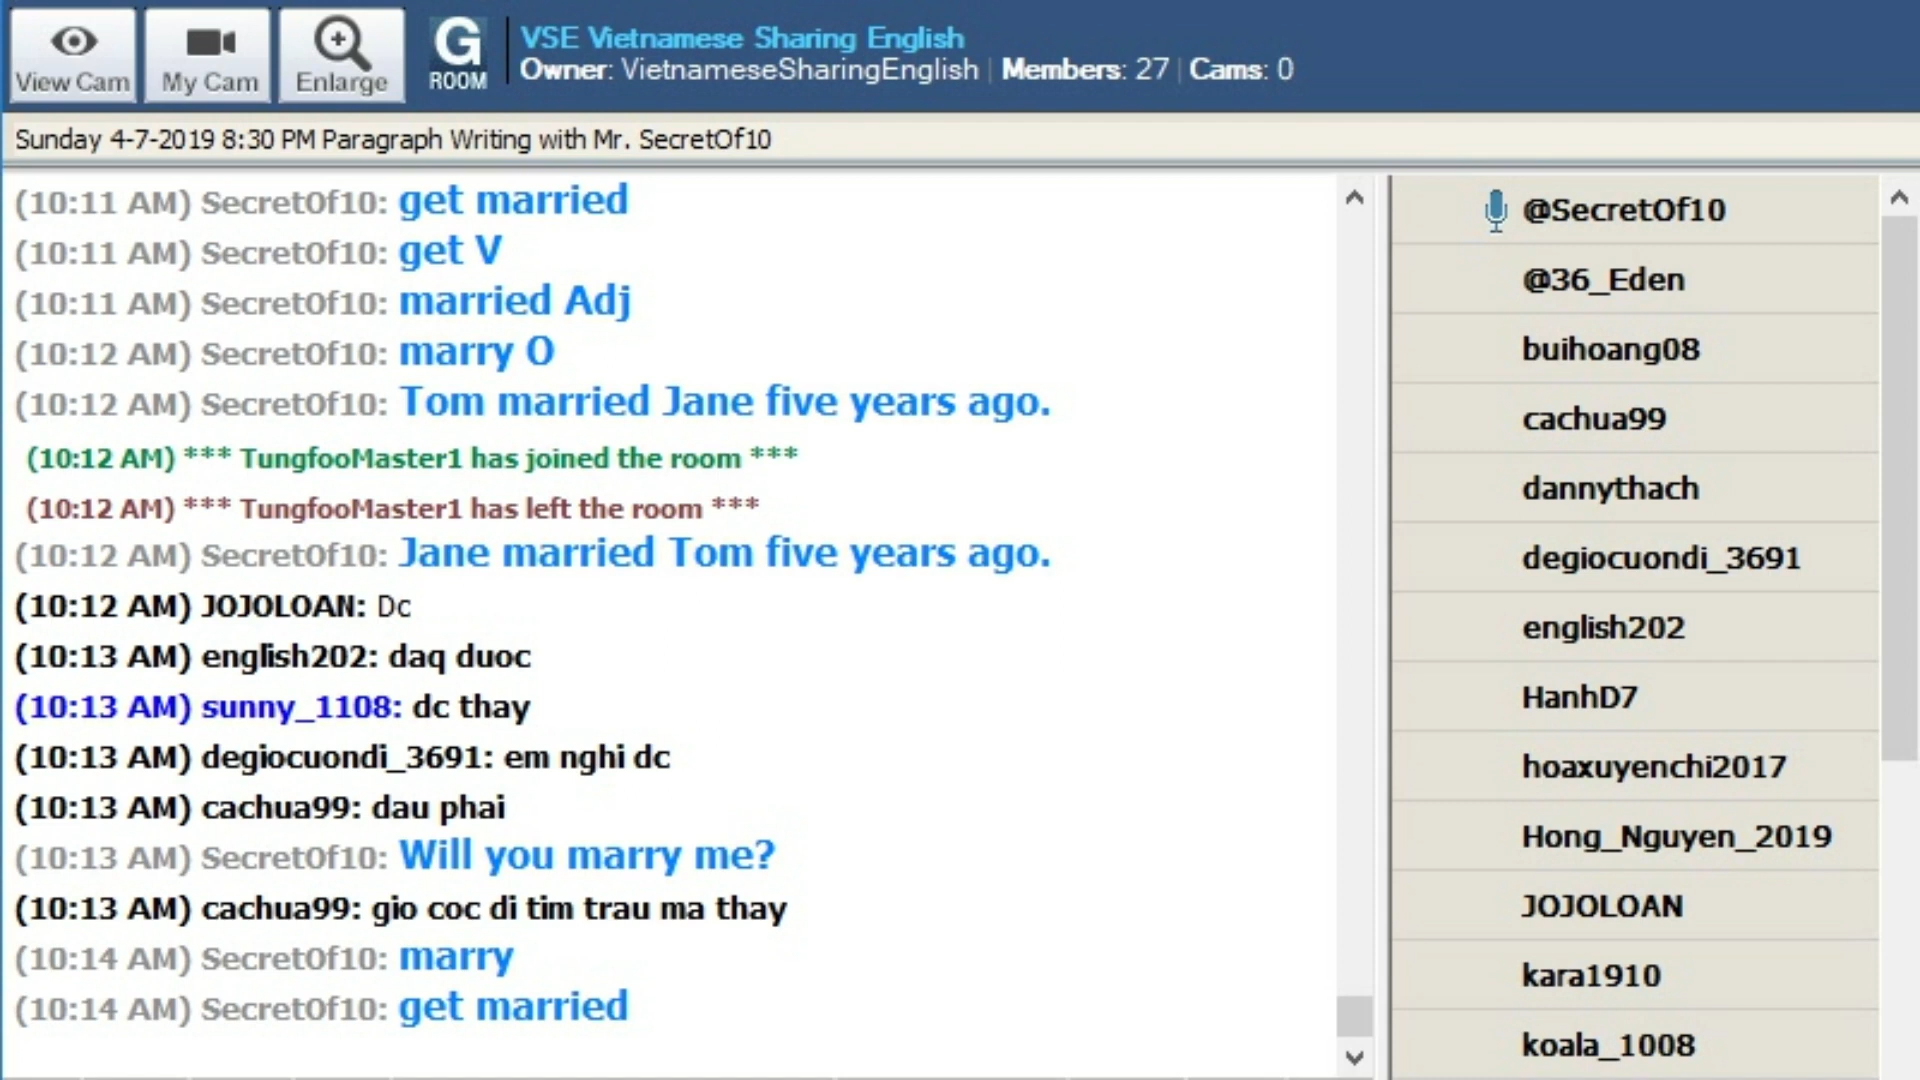 View Cam
My Cam
Enlarge
G
ROOM
VSE Vietnamese Sharing English
Owner: VietnameseSharingEnglish | Members: 27 | Cams: 0
Sunday 4-7-2019 8:30 PM Paragraph Writing with Mr. SecretOf10
(10:11 AM) SecretOf10: get married
(10:11 AM) SecretOf10: get V
(10:11 AM) SecretOf10: married Adj
(10:12 AM) SecretOf10: marry O
(10:12 AM) SecretOf10: Tom married Jane five years ago.
(10:12 AM) *** TungfooMaster1 has joined the room ***
(10:12 AM) *** TungfooMaster1 has left the room ***
(10:12 AM) SecretOf10: Jane married Tom five years ago.
(10:12 AM) JOJOLOAN: Dc
(10:13 AM) english202: daq duoc
(10:13 AM) sunny_1108: dc thay
(10:13 AM) degiocuondi_3691: em nghi dc
(10:13 AM) cachua99: dau phai
(10:13 AM) SecretOf10: Will you marry me?
(10:13 AM) cachua99: gio coc di tim trau ma thay
(10:14 AM) SecretOf10: marry
(10:14 AM) SecretOf10: get married
@SecretOf10
@36_Eden
buihoang08
cachua99
dannythach
degiocuondi_3691
english202
HanhD7
hoaxuyenchi2017
Hong_Nguyen_2019
JOJOLOAN
kara1910
koala_1008